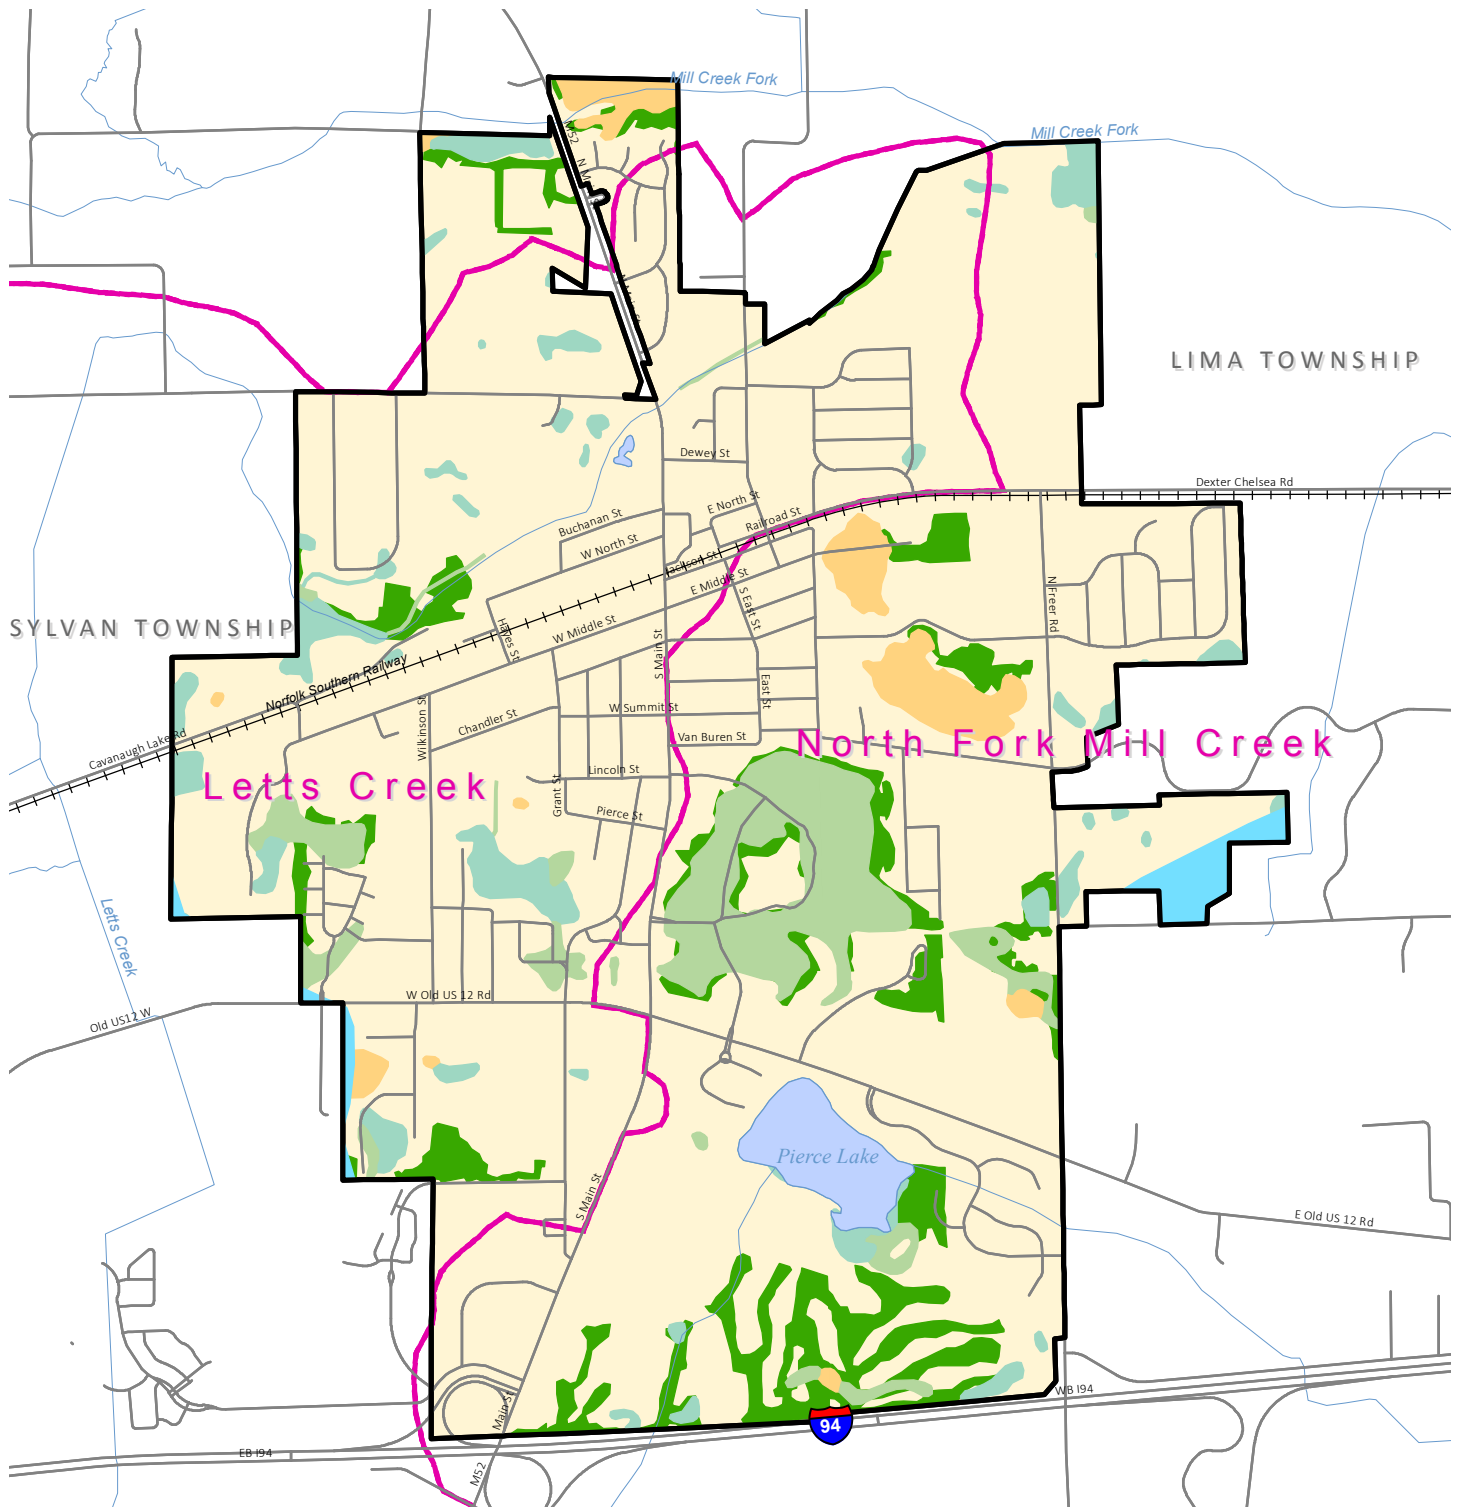 Mill Creek Fork
Mill Creek Fork
M52
LIMA TOWNSHIP
Dewey St
Dexter Chelsea Rd
E North St
Buchanan St
Railroad St
W North St
Jackson St
E Middle St
N Freer Rd
S East St
SYLVAN TOWNSHIP
Hayes St
W Middle St
S Main St
Norfolk Southern Railway
East St
Wilkinson St
W Summit St
Chandler St
Cavanaugh Lake Rd
Van Buren St
North Fork Mill Creek
Letts Creek
Lincoln St
Grant St
Pierce St
Letts Creek
W Old US 12 Rd
Old US12 W
Pierce Lake
S Main St
E Old US 12 Rd
WB I94
Main St
94
EB I94
M52